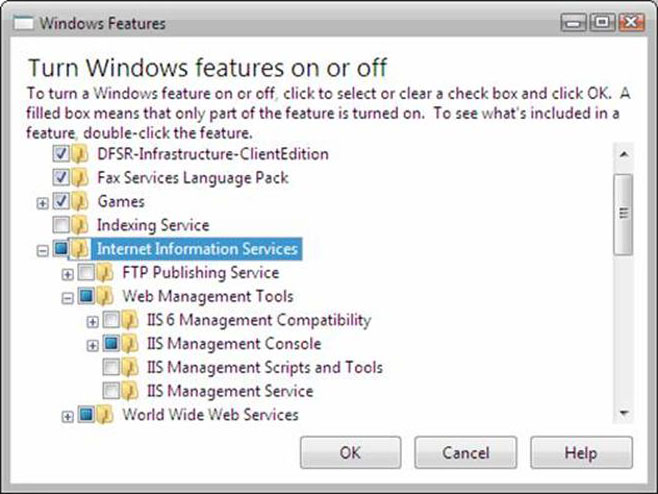 Windows Features
Turn Windows features on or off
To turn a Windows feature on or off, click to select or clear a check box and click OK. A
filled box means that only part of the feature is turned on. To see what's included in a
feature, double-click the feature.
DFSR-Infrastructure-ClientEdition
Fax Services Language Pack
Games
Indexing Service
Internet Information Services
FTP Publishing Service
Web Management Tools
IIS 6 Management Compatibility
IIS Management Console
IIS Management Scripts and Tools
IIS Management Service
World Wide Web Services
OK
Cancel
Help